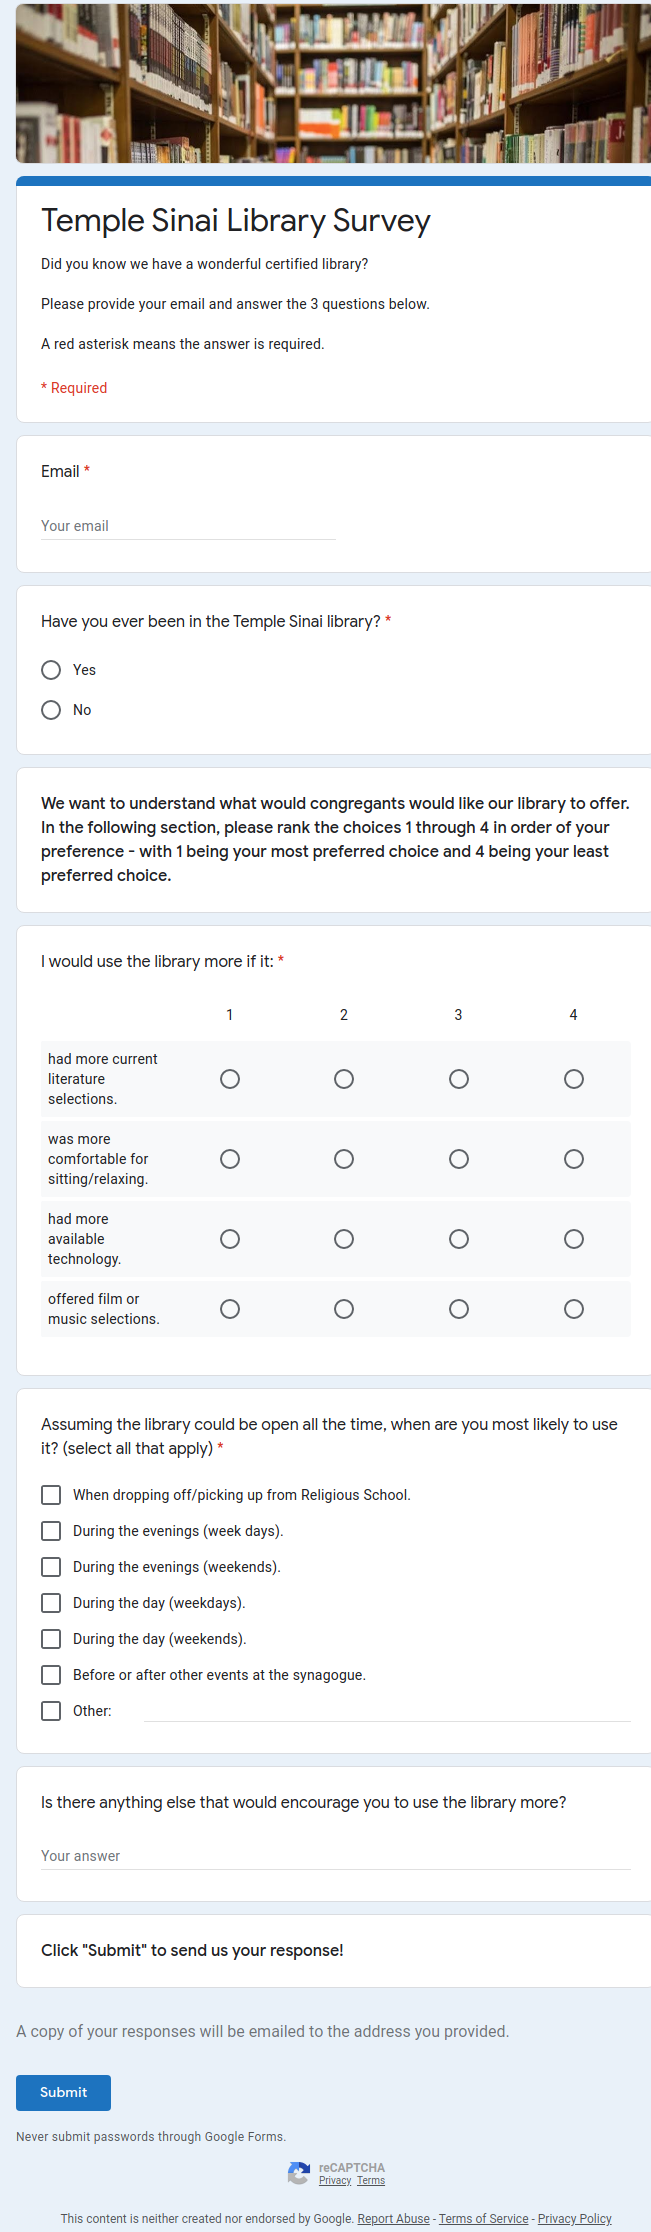 Temple Sinai Library Survey
Did you know we have a wonderful certified library?
Please provide your email and answer the 3 questions below.
A red asterisk means the answer is required.
* Required
Email *
Your email
Have you ever been in the Temple Sinai library? *
Yes
No
We want to understand what would congregants would like our library to offer.
In the following section, please rank the choices 1 through 4 in order of your
preference - with 1 being your most preferred choice and 4 being your least
preferred choice.
I would use the library more if it: *
1 2 3 4
had more current
literature
selections.
was more
comfortable for
sitting/relaxing.
had more
available
technology.
offered film or
music selections.
Assuming the library could be open all the time, when are you most likely to use
it? (select all that apply) *
When dropping off/picking up from Religious School.
During the evenings (week days).
During the evenings (weekends).
During the day (weekdays).
During the day (weekends).
Before or after other events at the synagogue.
Other:
Is there anything else that would encourage you to use the library more?
Your answer
Click "Submit" to send us your response!
A copy of your responses will be emailed to the address you provided.
Submit
Never submit passwords through Google Forms.
reCAPTCHA
Privacy Terms
This content is neither created nor endorsed by Google. Report Abuse - Terms of Service - Privacy Policy